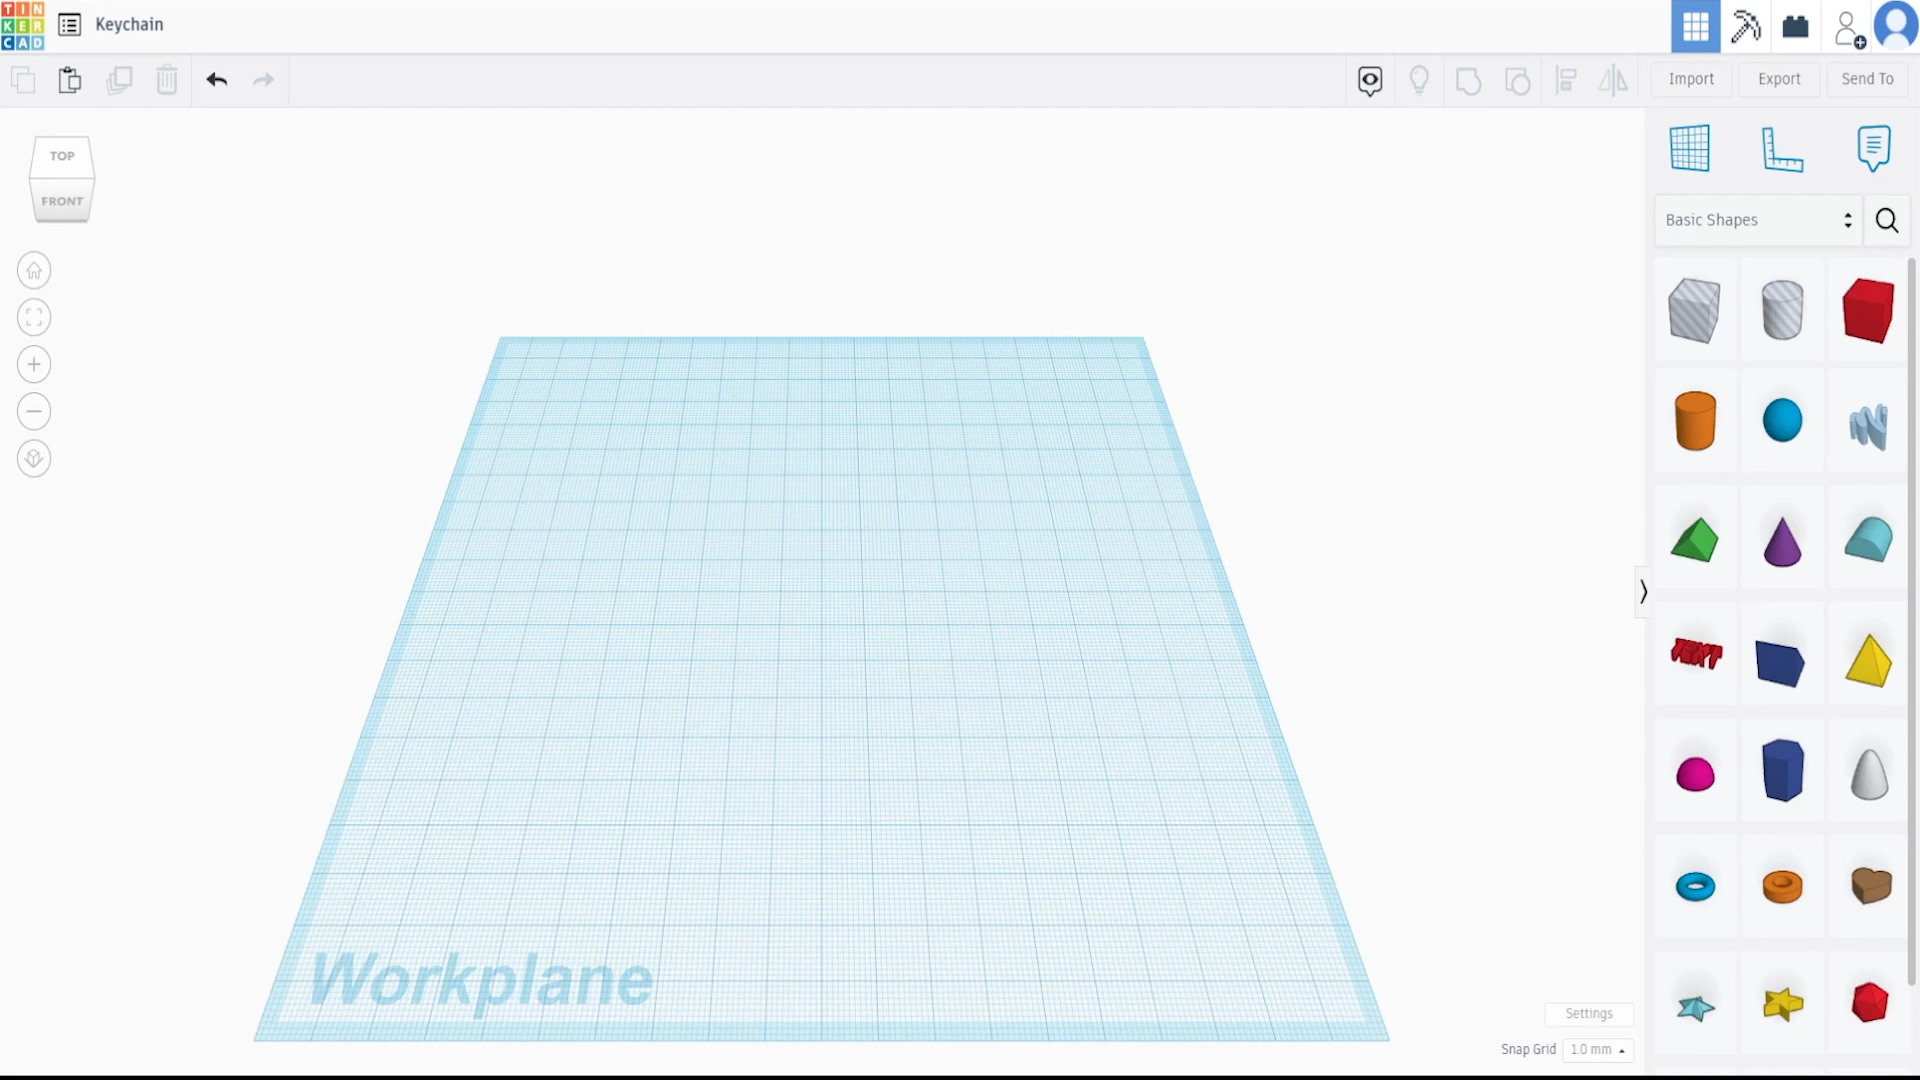 TIN
KER
CAD
Keychain
Import
Export
Send To
TOP
FRONT
Basic Shapes
TEXT
Workplane
Settings
Snap Grid 1.0 mm